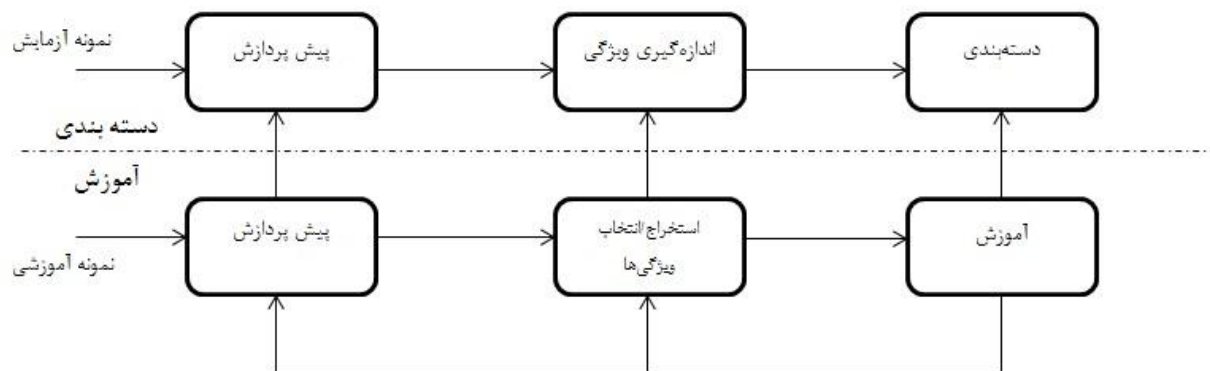 نمونه آزمایش
پیش پردازش
اندازه‌گیری ویژگی
دسته‌بندی
دسته بندی
آموزش
نمونه آموزشی
پیش پردازش
استخراج/انتخاب
ویژگی‌ها
آموزش